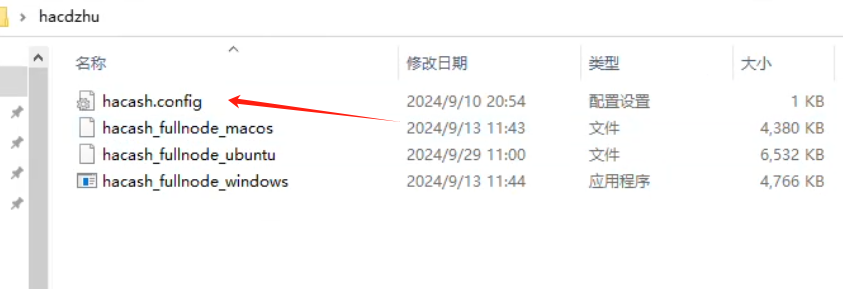 hacdzhu
名称 修改日期 类型 大小
hacash.config 2024/9/10 20:54 配置设置 1 KB
hacash_fullnode_macos 2024/9/13 11:43 文件 4,380 KB
hacash_fullnode_ubuntu 2024/9/29 11:00 文件 6,532 KB
hacash_fullnode_windows 2024/9/13 11:44 应用程序 4,766 KB